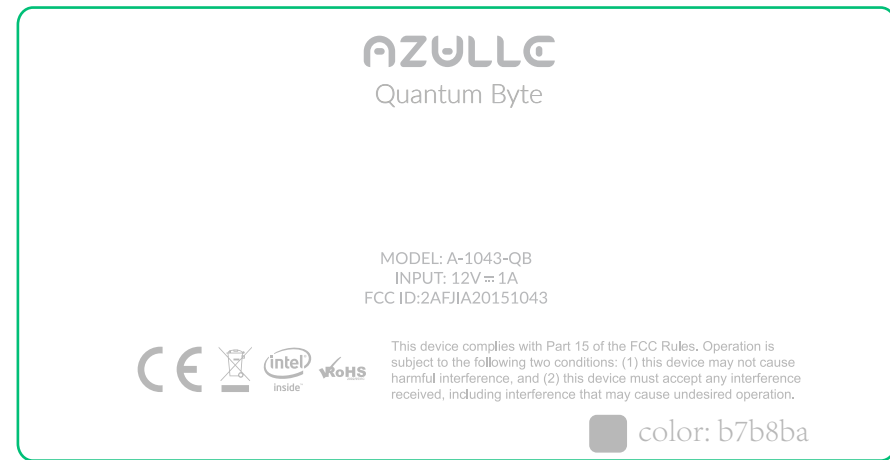 AZULLE
Quantum Byte
MODEL: A-1043-QB
INPUT: 12V⎓1A
FCC ID:2AFJIA20151043
CE
intel
inside™
RoHS
This device complies with Part 15 of the FCC Rules. Operation is
subject to the following two conditions: (1) this device may not cause
harmful interference, and (2) this device must accept any interference
received, including interference that may cause undesired operation.
color: b7b8ba